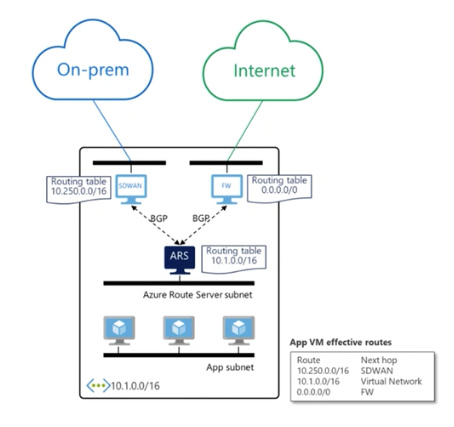 On-prem
Internet
Routing table
10.250.0.0/16
SDWAN
FW
Routing table
0.0.0.0/0
BGP
BGP
ARS
Routing table
10.1.0.0/16
Azure Route Server subnet
App subnet
10.1.0.0/16
App VM effective routes
Route Next hop
10.250.0.0/16 SDWAN
10.1.0.0/16 Virtual Network
0.0.0.0/0 FW